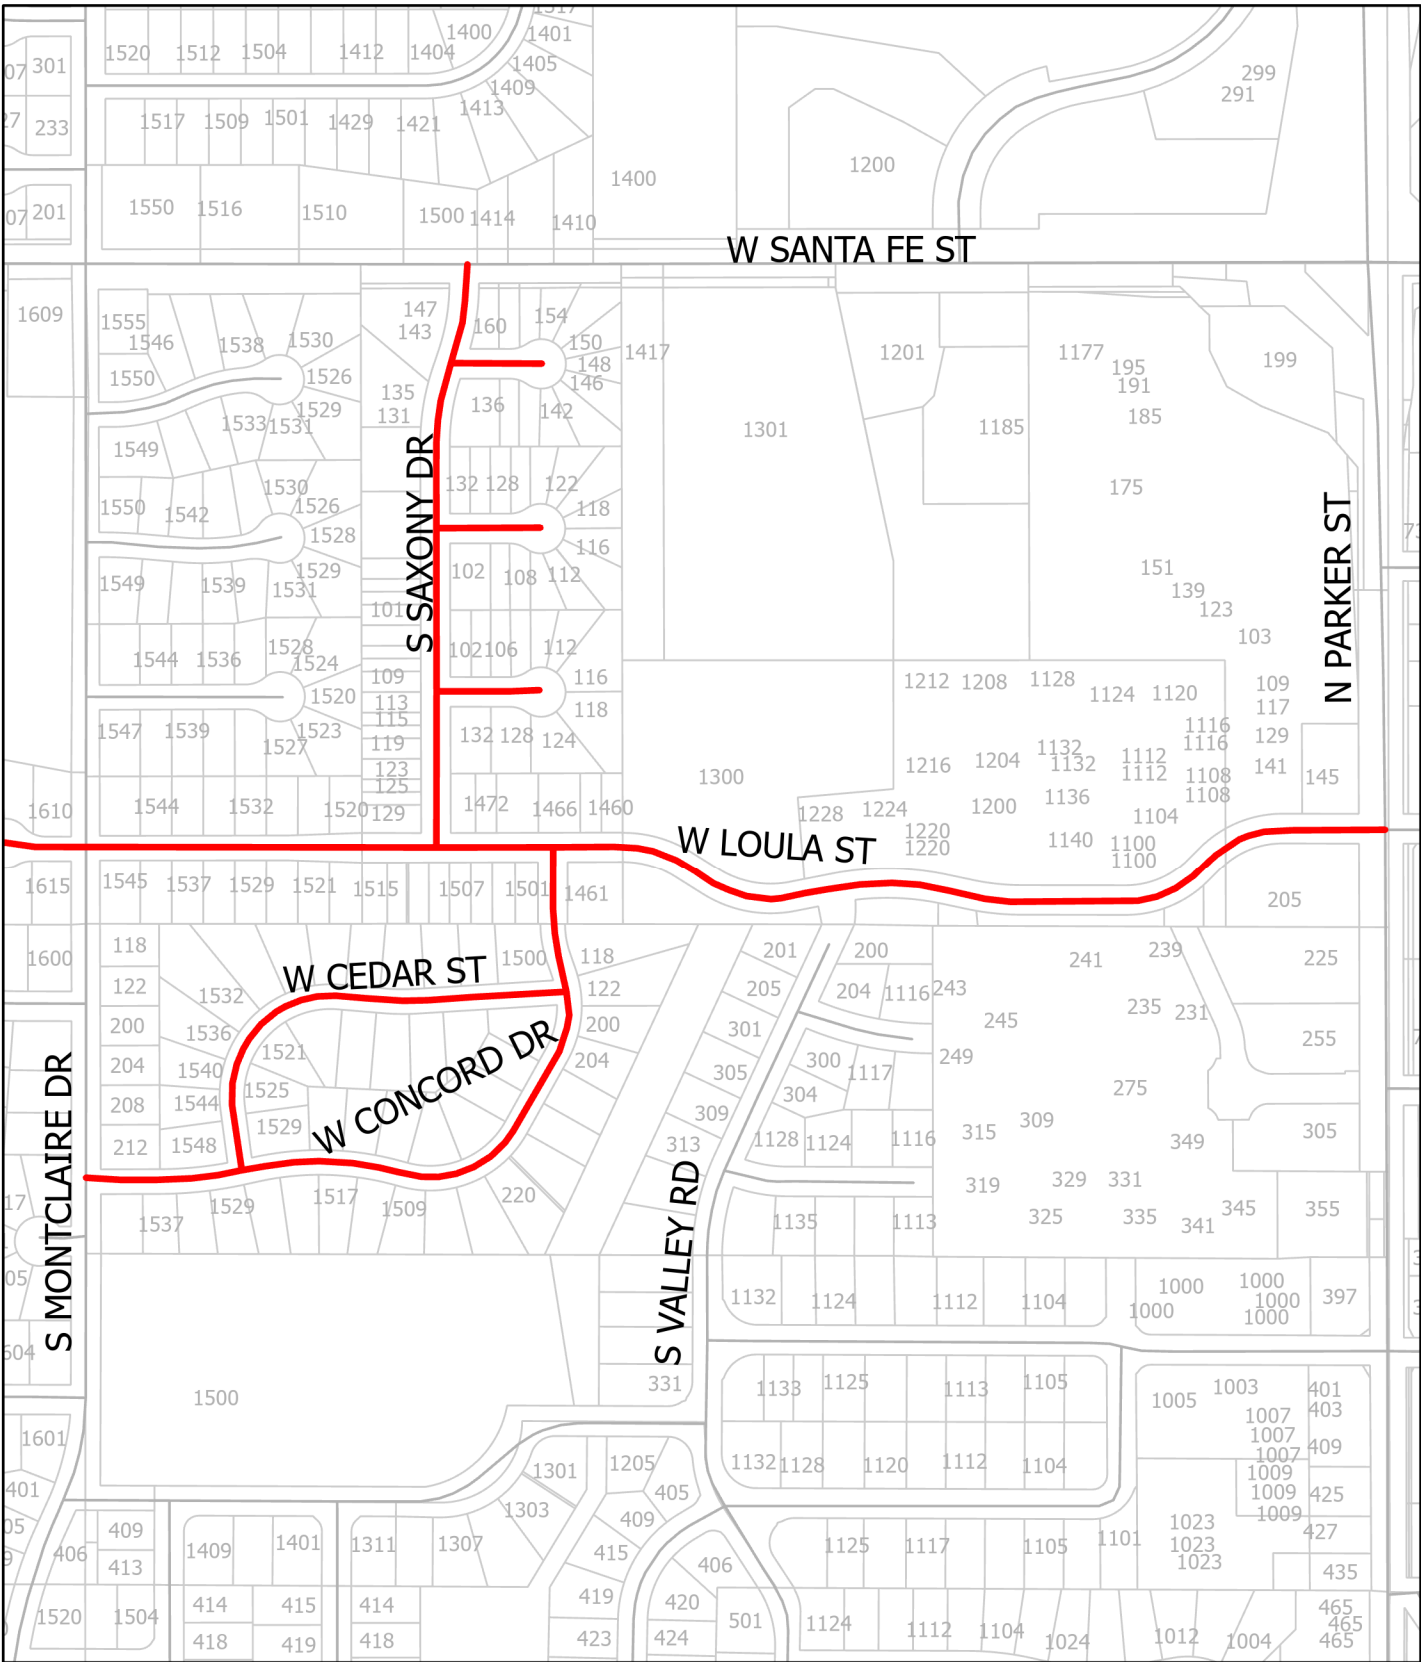 1517
1520 1512 1504 1412 1404 1400 1401
301 1405
07 1409 299
1413 291
27 233 1517 1509 1501 1429 1421
1400 1200
07 201 1550 1516 1510 1500 1414 1410
W SANTA FE ST
1609 147 160 154
1555 143
1546 1538 1530 150 1417 1201 1177 199
148 195
1550 1526 146 191
135 136 142
1529 131 185
1533 1531 1301 1185
1549
S SAXONY DR
132 128 122
1530 175
1550 1542 1526 118
N PARKER ST
1528 116
1549 1539 1529 102 108 112 151
1531 139
101 123
103
1544 1536 1528 102 106 112
1524 109 116 1212 1208 1128 1124 1120 109
1520 113 118 117
115
1547 1539 1523 119 132 128 124 1116 129
1527 1116
1132 1112
1216 1204 1132 1112 141
123 1300 1108 145
125 1108
1610 1544 1532 1520 129 1472 1466 1460 1228 1224 1200 1136 1104
W LOULA ST
1220 1140 1100
1220 1100
1615 1545 1537 1529 1521 1515 1507 1501 1461 205
1600 118 1500 118 201 200 241 239 225
W CEDAR ST
122 1532 122 205 204 1116 243
200 1536 200 301 245 235 231 255
W CONCORD DR
204 1540 1521 204 305 300 1117 249
208 1544 1525 309 304 275
S MONTCLAIRE DR
212 1548 1529 313 1128 1124 1116 315 309 349 305
S VALLEY RD
17 1537 1529 1517 1509 220 319 329 331
1135 1113 325 335 341 345 355
05 1132 1124 1112 1104 1000 1000 397
1000 1000
1000
604
1500 331 1133 1125 1113 1105 1005 1003 401
403
1007
1007
1007 409
1601 1301 1205 1132 1128 1120 1112 1104
401 1303 405 1009 425
1009
1009
05 409 1409 1401 1311 1307 409 1125 1117 1105 1101 1023 427
406 413 415 406 1023
1023 435
1520 1504 414 415 414 419 420 501 1124 1112 1104 1024 1012 1004 465
465
418 419 418 423 424 465